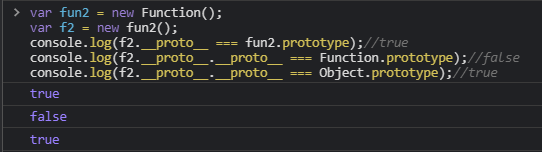 > var fun2 = new Function();
var f2 = new fun2();
console.log(f2.__proto__ === fun2.prototype);//true
console.log(f2.__proto__.__proto__ === Function.prototype);//false
console.log(f2.__proto__.__proto__ === Object.prototype);//true
true
false
true